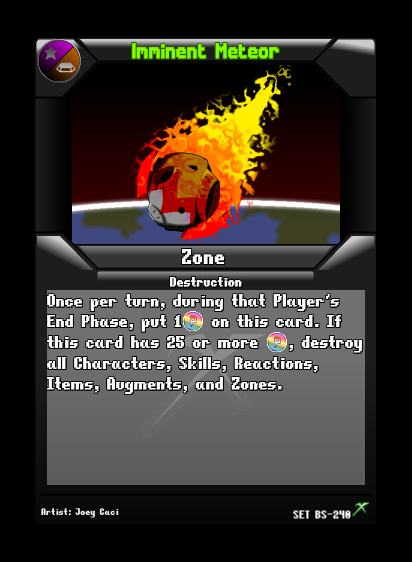 Imminent Meteor
Zone
Destruction
Once per turn, during that Player's
End Phase, put 1 on this card. If
this card has 25 or more , destroy
all Characters, Skills, Reactions,
Items, Augments, and Zones.
Artist: Joey Caci
SET BS-240